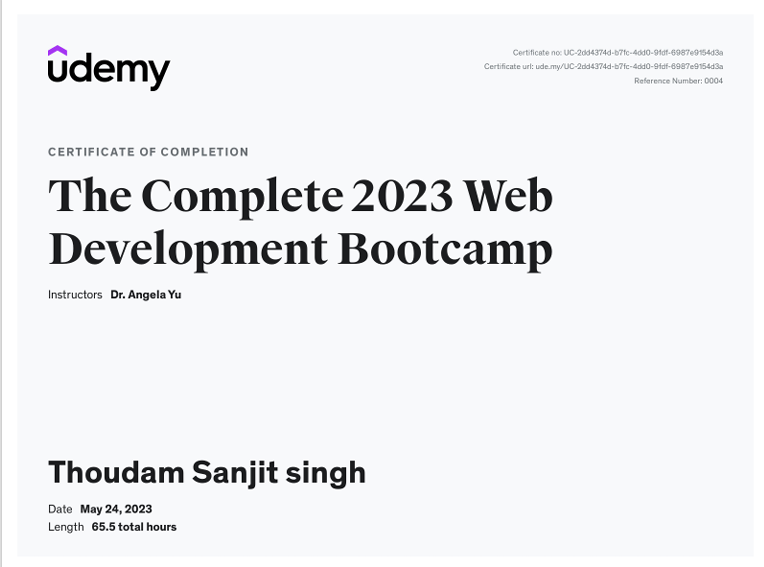 udemy
Certificate no: UC-2dd4374d-b7fc-4dd0-9fdf-6987e9154d3a
Certificate url: ude.my/UC-2dd4374d-b7fc-4dd0-9fdf-6987e9154d3a
Reference Number: 0004
CERTIFICATE OF COMPLETION
The Complete 2023 Web
Development Bootcamp
Instructors Dr. Angela Yu
Thoudam Sanjit singh
Date May 24, 2023
Length 65.5 total hours